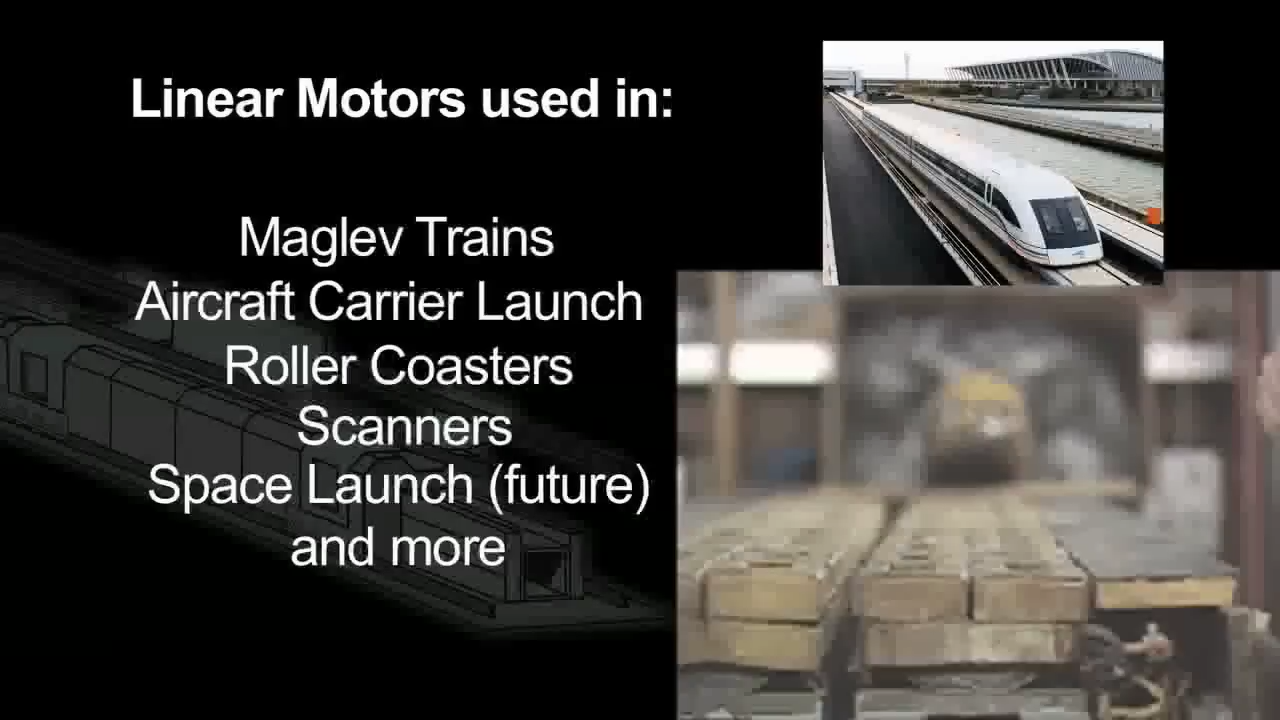 Linear Motors used in:
Maglev Trains
Aircraft Carrier Launch
Roller Coasters
Scanners
Space Launch (future)
and more